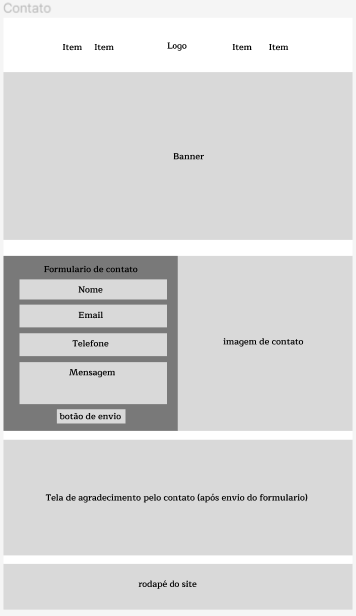 Contato
Item Item Logo Item Item
Banner
Formulario de contato
Nome
Email
Telefone
Mensagem
botão de envio
imagem de contato
Tela de agradecimento pelo contato (após envio do formulario)
rodapé do site